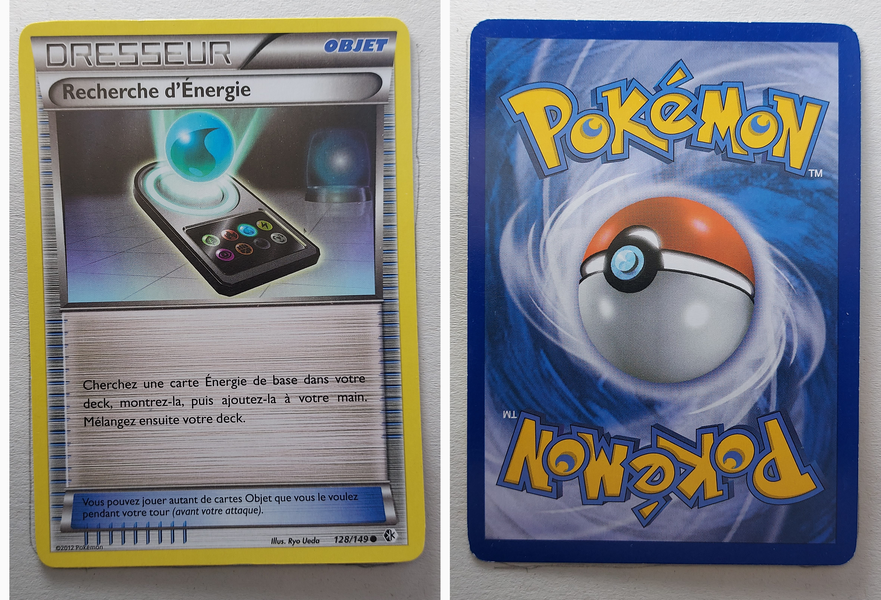 DRESSEUR
OBJET
Recherche d'Énergie
Cherchez une carte Énergie de base dans votre
deck, montrez-la, puis ajoutez-la à votre main.
Mélangez ensuite votre deck.
Vous pouvez jouer autant de cartes Objet que vous le voulez
pendant votre tour (avant votre attaque).
©2012 Pokémon
Illus. Ryo Ueda 128/149
POKéMON
TM
POKéMON
TM